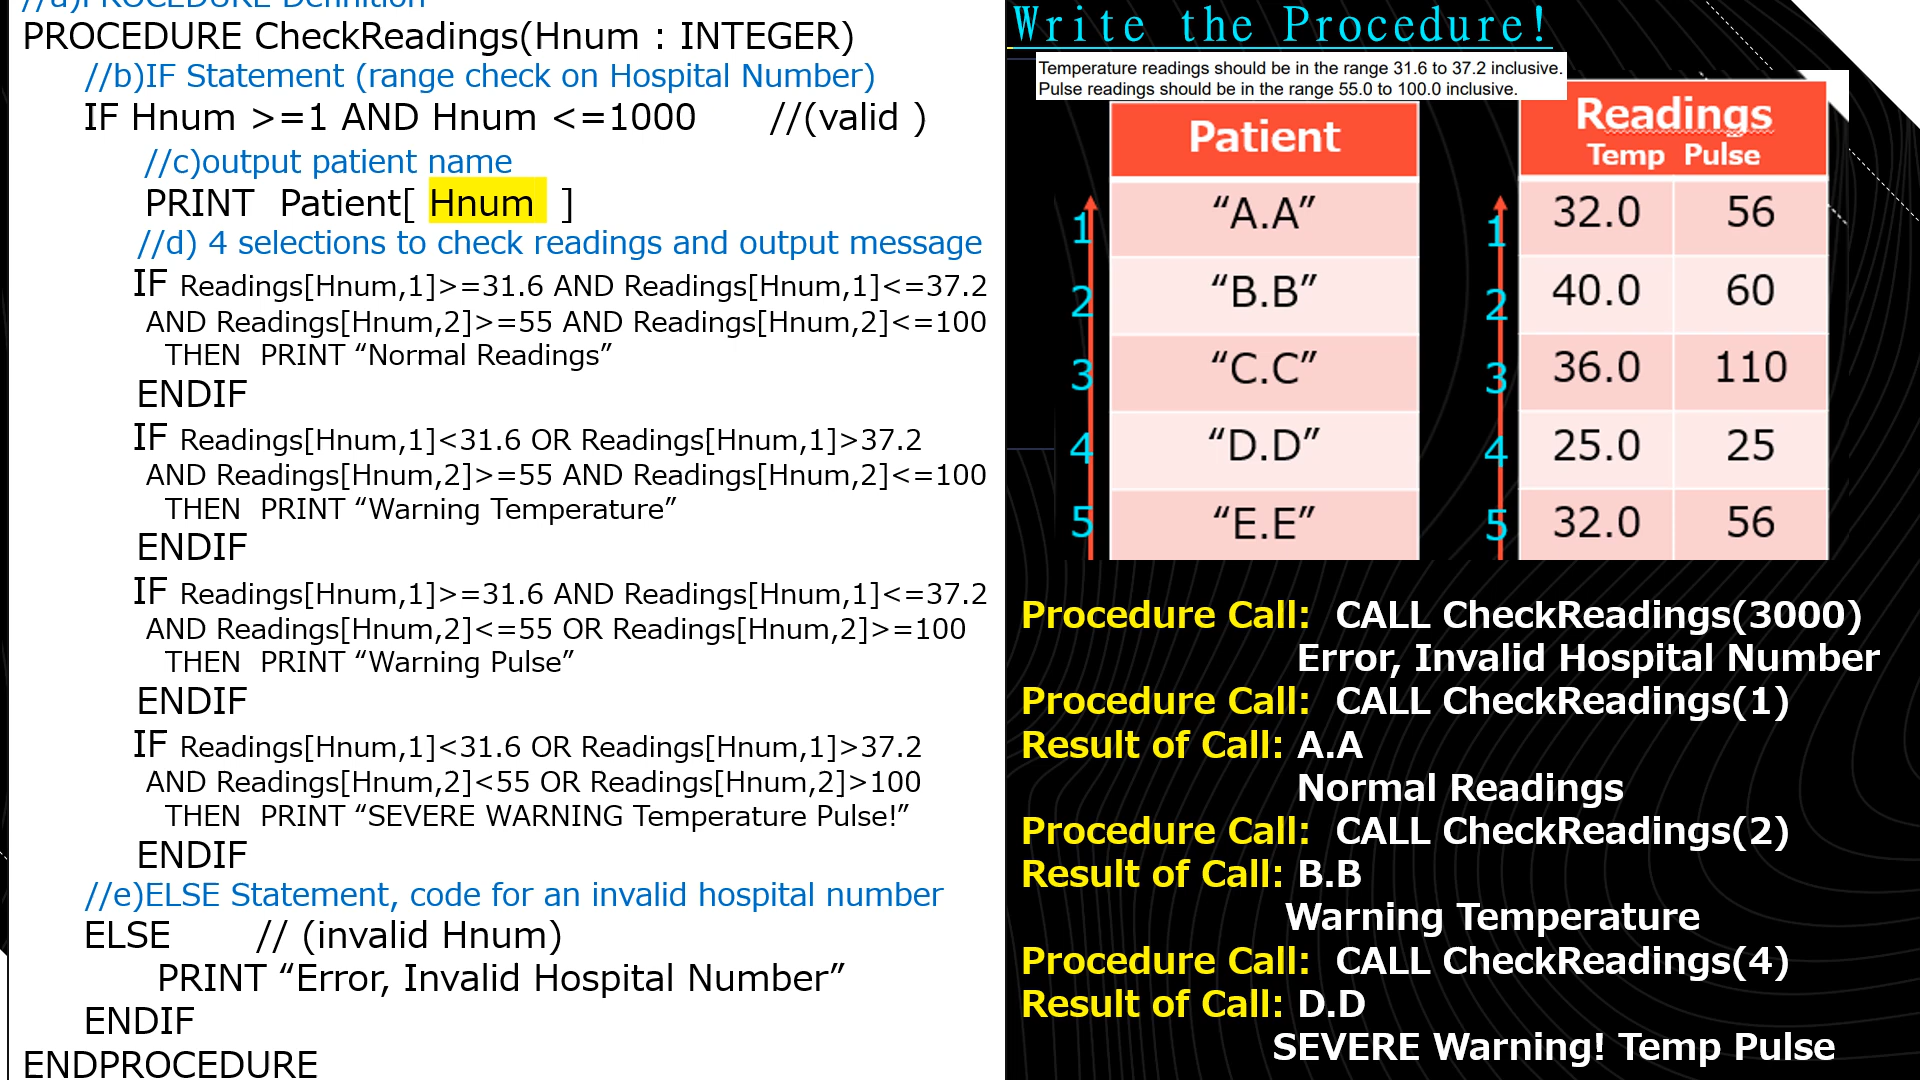 //a)PROCEDURE Definition
PROCEDURE CheckReadings(Hnum : INTEGER)
//b)IF Statement (range check on Hospital Number)
IF Hnum >=1 AND Hnum <=1000 //(valid )
//c)output patient name
PRINT Patient[ Hnum ]
//d) 4 selections to check readings and output message
IF Readings[Hnum,1]>=31.6 AND Readings[Hnum,1]<=37.2
AND Readings[Hnum,2]>=55 AND Readings[Hnum,2]<=100
THEN PRINT “Normal Readings”
ENDIF
IF Readings[Hnum,1]<31.6 OR Readings[Hnum,1]>37.2
AND Readings[Hnum,2]>=55 AND Readings[Hnum,2]<=100
THEN PRINT “Warning Temperature”
ENDIF
IF Readings[Hnum,1]>=31.6 AND Readings[Hnum,1]<=37.2
AND Readings[Hnum,2]<=55 OR Readings[Hnum,2]>=100
THEN PRINT “Warning Pulse”
ENDIF
IF Readings[Hnum,1]<31.6 OR Readings[Hnum,1]>37.2
AND Readings[Hnum,2]<55 OR Readings[Hnum,2]>100
THEN PRINT “SEVERE WARNING Temperature Pulse!”
ENDIF
//e)ELSE Statement, code for an invalid hospital number
ELSE // (invalid Hnum)
PRINT “Error, Invalid Hospital Number”
ENDIF
ENDPROCEDURE
Write the Procedure!
Temperature readings should be in the range 31.6 to 37.2 inclusive.
Pulse readings should be in the range 55.0 to 100.0 inclusive.
Patient
1 “A.A”
2 “B.B”
3 “C.C”
4 “D.D”
5 “E.E”
Readings
Temp Pulse
1 32.0 56
2 40.0 60
3 36.0 110
4 25.0 25
5 32.0 56
Procedure Call: CALL CheckReadings(3000)
Error, Invalid Hospital Number
Procedure Call: CALL CheckReadings(1)
Result of Call: A.A
Normal Readings
Procedure Call: CALL CheckReadings(2)
Result of Call: B.B
Warning Temperature
Procedure Call: CALL CheckReadings(4)
Result of Call: D.D
SEVERE Warning! Temp Pulse